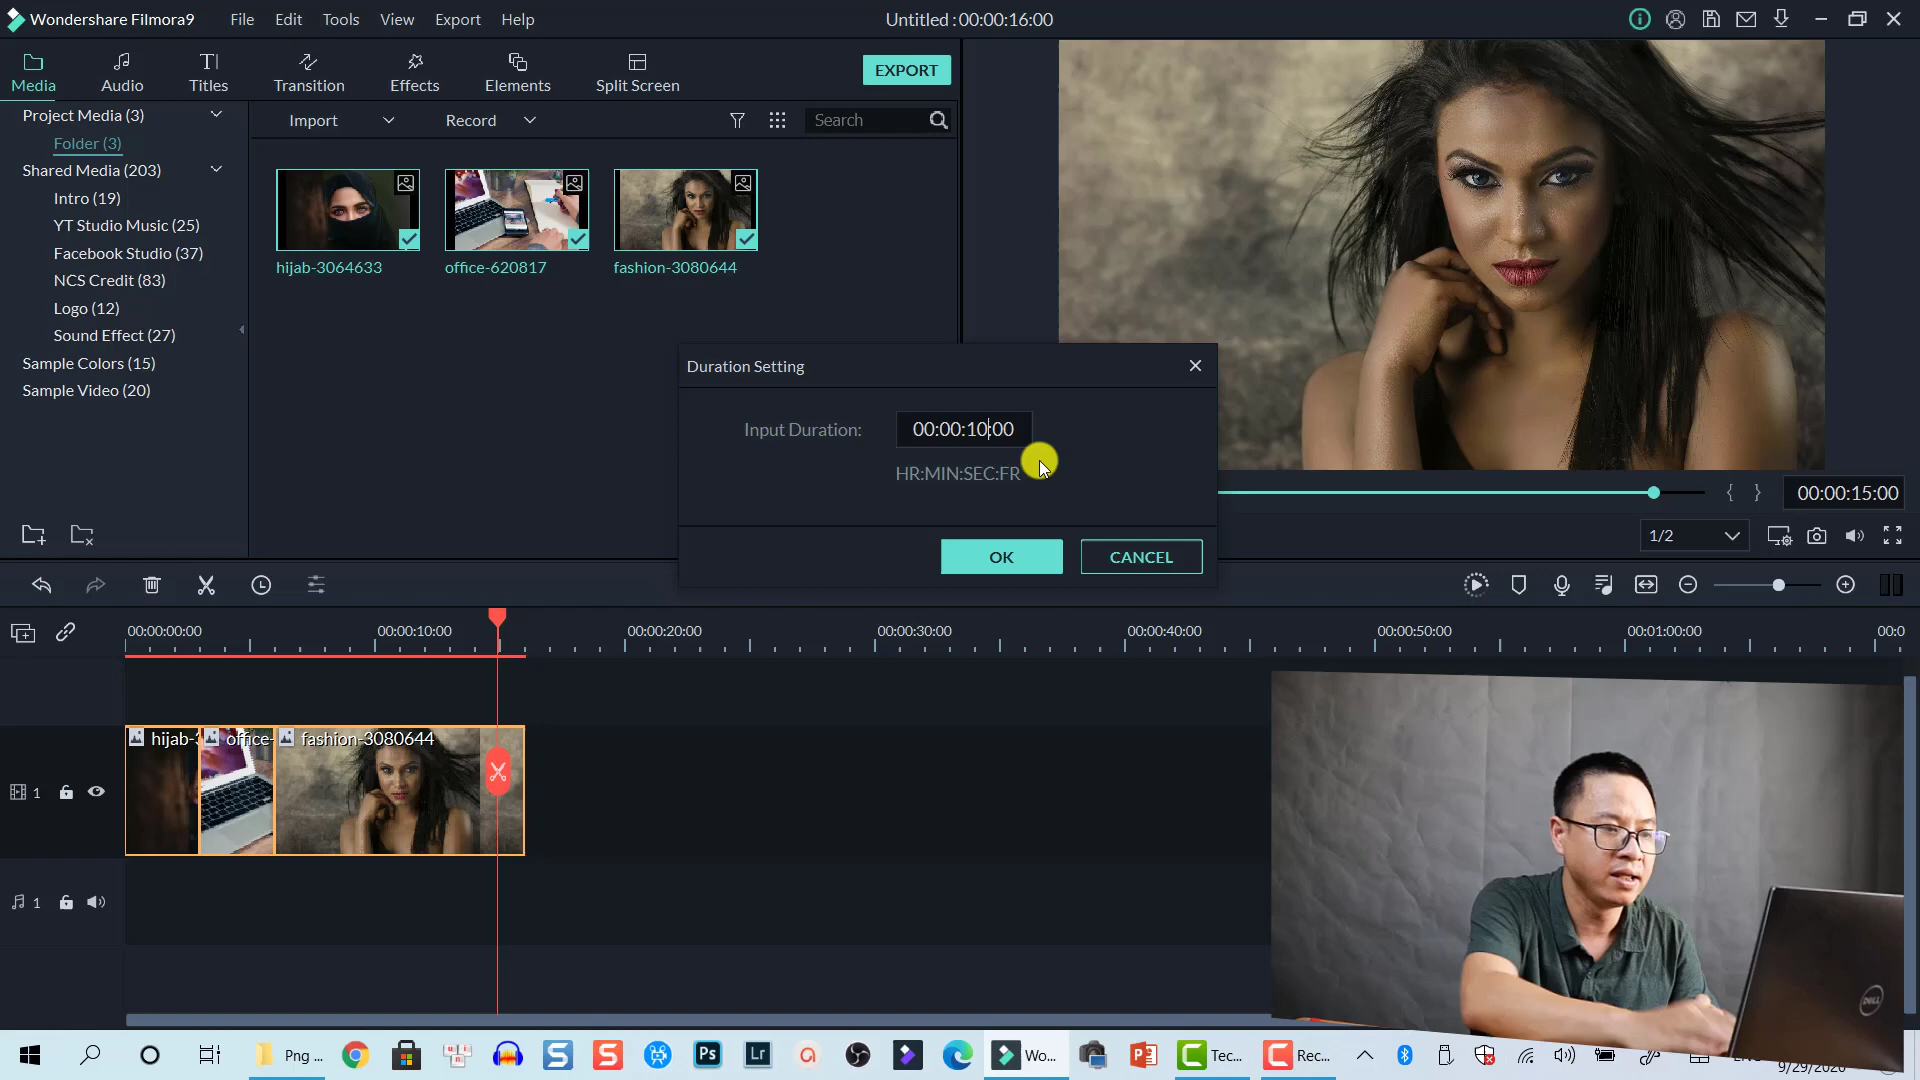 Wondershare Filmora9
File Edit Tools View Export Help
Untitled : 00:00:16:00
Media
Audio
Titles
Transition
Effects
Elements
Split Screen
EXPORT
Project Media (3)
Folder (3)
Shared Media (203)
Intro (19)
YT Studio Music (25)
Facebook Studio (37)
NCS Credit (83)
Logo (12)
Sound Effect (27)
Sample Colors (15)
Sample Video (20)
Import
Record
Search
hijab-3064633
office-620817
fashion-3080644
Duration Setting
Input Duration:
00:00:10:00
HR:MIN:SEC:FR
OK
CANCEL
00:00:15:00
1/2
00:00:00:00
00:00:10:00
00:00:20:00
00:00:30:00
00:00:40:00
00:00:50:00
00:01:00:00
00:0
hijab-
office-
fashion-3080644
1
1
DELL
Png ...
Ps
Lr
Wo...
Tec...
Rec...